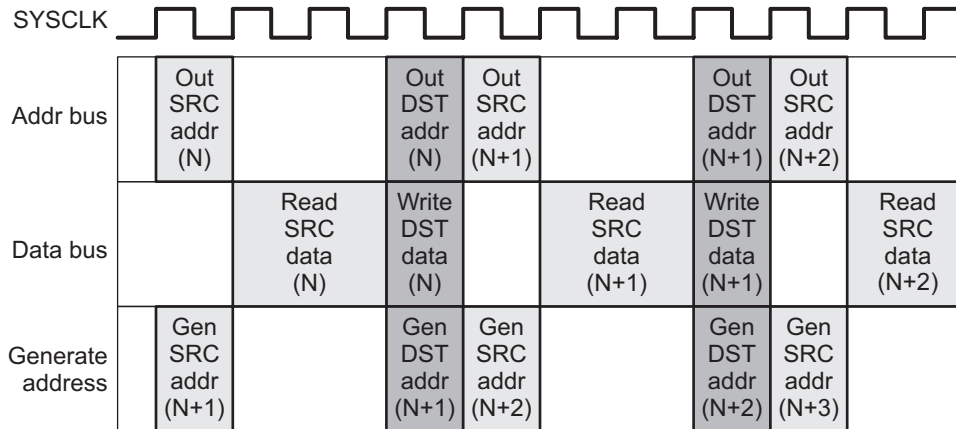 SYSCLK
Addr bus
Out
SRC
addr
(N)
Out
DST
addr
(N)
Out
SRC
addr
(N+1)
Out
DST
addr
(N+1)
Out
SRC
addr
(N+2)
Data bus
Read
SRC
data
(N)
Write
DST
data
(N)
Read
SRC
data
(N+1)
Write
DST
data
(N+1)
Read
SRC
data
(N+2)
Generate
address
Gen
SRC
addr
(N+1)
Gen
DST
addr
(N+1)
Gen
SRC
addr
(N+2)
Gen
DST
addr
(N+2)
Gen
SRC
addr
(N+3)